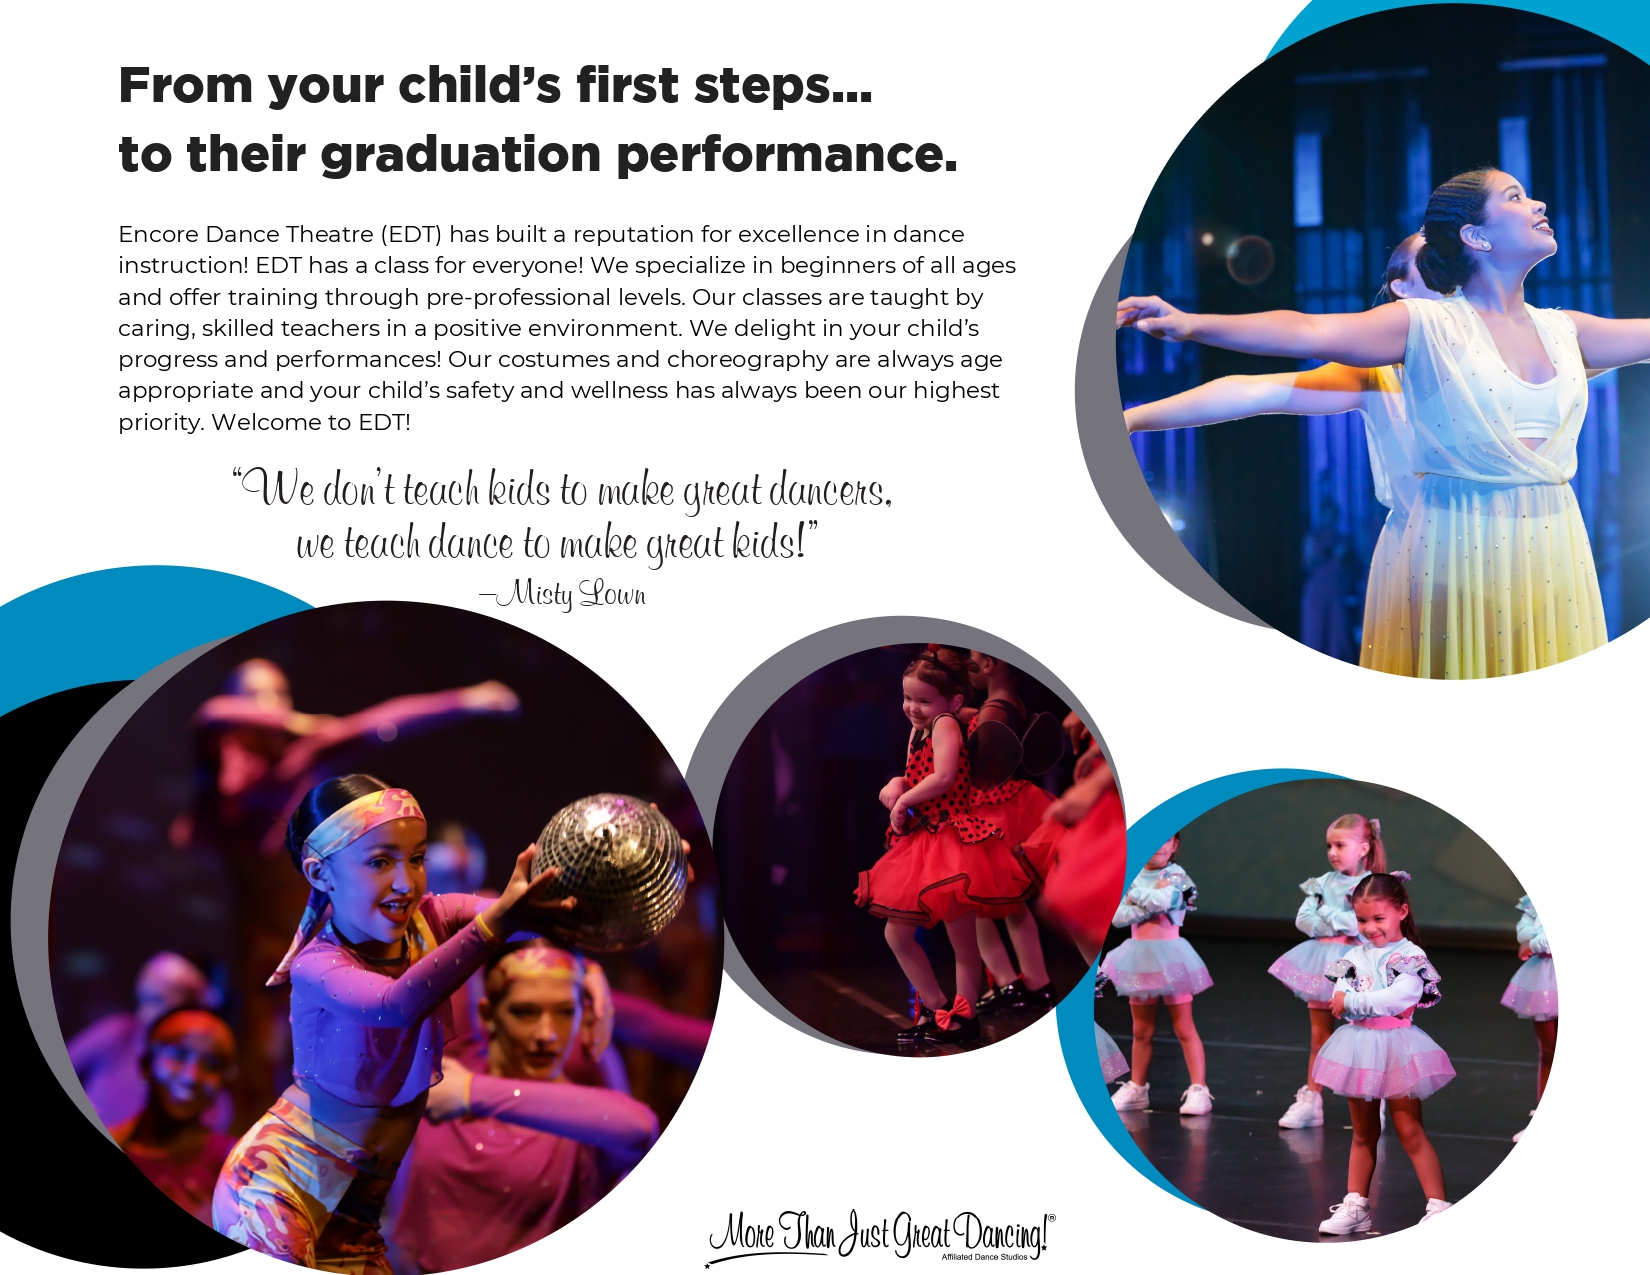 From your child’s first steps...
to their graduation performance.
Encore Dance Theatre (EDT) has built a reputation for excellence in dance
instruction! EDT has a class for everyone! We specialize in beginners of all ages
and offer training through pre-professional levels. Our classes are taught by
caring, skilled teachers in a positive environment. We delight in your child’s
progress and performances! Our costumes and choreography are always age
appropriate and your child’s safety and wellness has always been our highest
priority. Welcome to EDT!
“We don’t teach kids to make great dancers,
we teach dance to make great kids!”
–Misty Lown
More Than Just Great Dancing!®
Affiliated Dance Studios